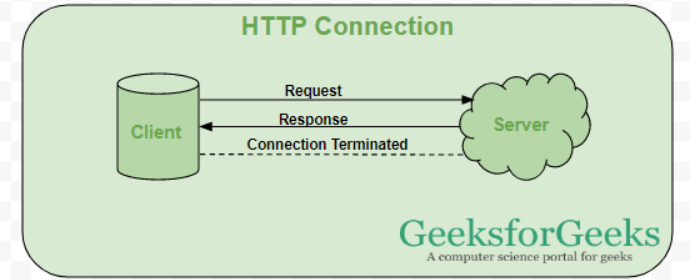 HTTP Connection
Request
Client
Response
Server
Connection Terminated
GeeksforGeeks
A computer science portal for geeks